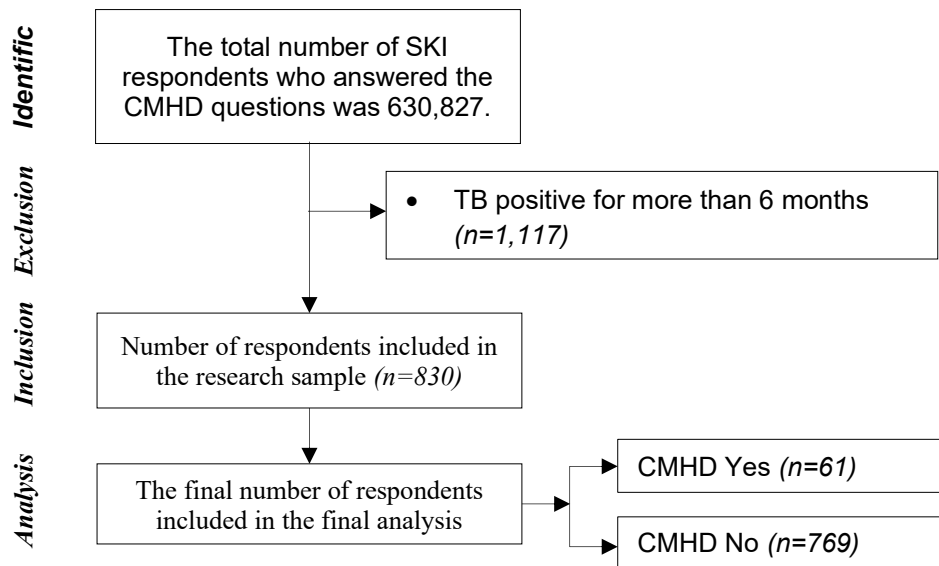 Identific
The total number of SKI
respondents who answered the
CMHD questions was 630,827.
Exclusion
• TB positive for more than 6 months
(n=1,117)
Inclusion
Number of respondents included in
the research sample (n=830)
Analysis
The final number of respondents
included in the final analysis
CMHD Yes (n=61)
CMHD No (n=769)